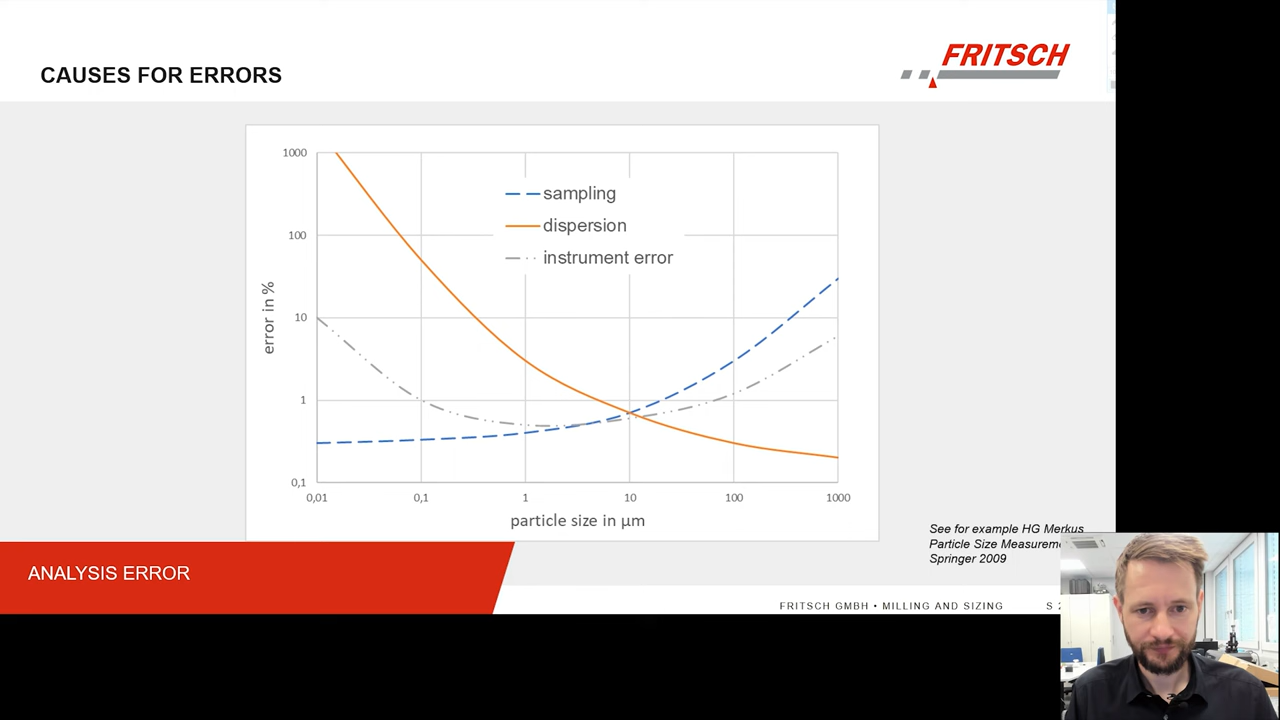 CAUSES FOR ERRORS
FRITSCH
1000
100
10
1
0,1
error in %
sampling
dispersion
instrument error
0,01
0,1
1
10
100
1000
particle size in µm
See for example HG Merkus
Particle Size
Springer 2009
ANALYSIS ERROR
FRITSCH GMBH • MILLING AND SIZING
S